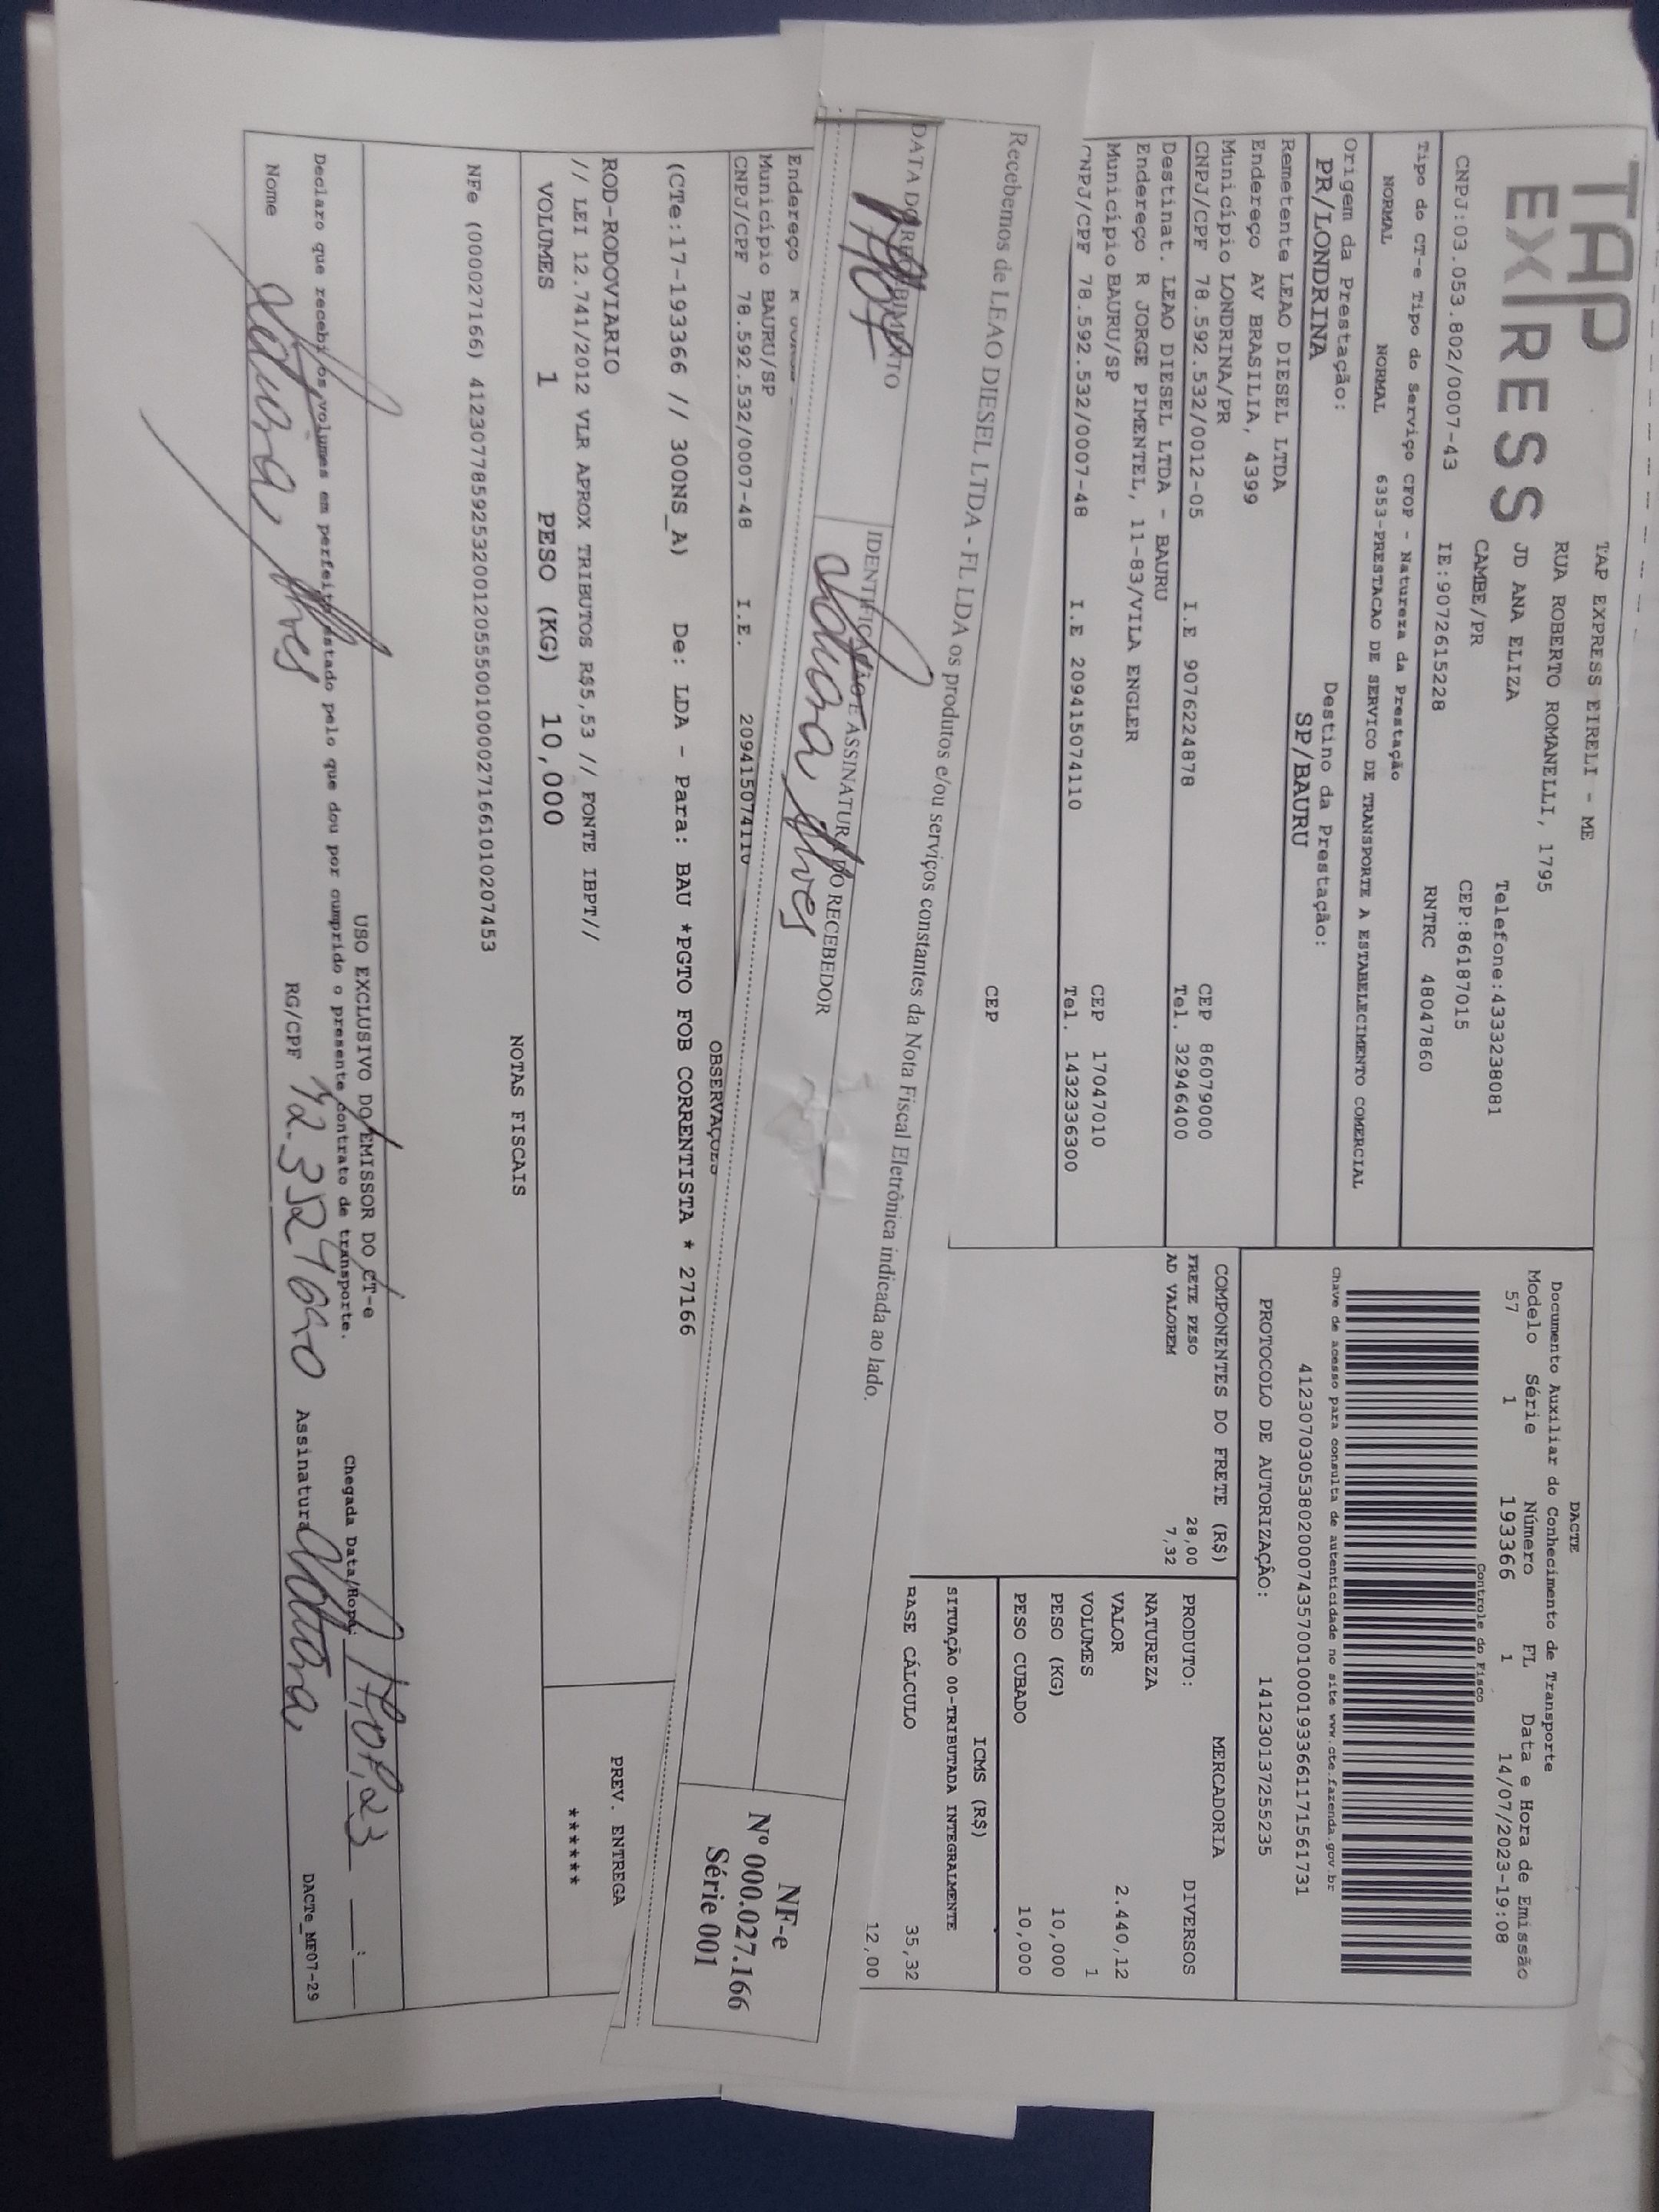 TAP
EXPRESS
TAP EXPRESS EIRELI - ME
RUA ROBERTO ROMANELLI, 1795
JD ANA ELIZA
Telefone:4333238081
CAMBE/PR
CEP:86187015
CNPJ:03.053.802/0007-43
IE:9072615228
RNTRC 48047860
DACTE
Documento Auxiliar do Conhecimento de Transporte
Modelo Série Número FL Data e Hora de Emissão
57 1 193366 1 14/07/2023-19:08
Controle do Fisco
Chave de acesso para consulta de autenticidade no site www.cte.fazenda.gov.br
41230703053802000743570010001933661171561731
PROTOCOLO DE AUTORIZAÇÃO: 141230137255235
Tipo do CT-e Tipo do Serviço CFOP - Natureza da Prestação
NORMAL NORMAL 6353-PRESTACAO DE SERVICO DE TRANSPORTE A ESTABELECIMENTO COMERCIAL
Origem da Prestação: Destino da Prestação:
PR/LONDRINA SP/BAURU
Remetente LEAO DIESEL LTDA
Endereço AV BRASILIA, 4399
Município LONDRINA/PR CEP 86079000
CNPJ/CPF 78.592.532/0012-05 I.E 9076224878 Tel. 32946400
Destinat. LEAO DIESEL LTDA - BAURU
Endereço R JORGE PIMENTEL, 11-83/VILA ENGLER
Município BAURU/SP CEP 17047010
CNPJ/CPF 78.592.532/0007-48 I.E 209415074110 Tel. 1432336300
CEP
COMPONENTES DO FRETE (R$)
FRETE PESO 28,00
AD VALOREM 7,32
MERCADORIA
PRODUTO: DIVERSOS
NATUREZA
VALOR 2.440,12
VOLUMES 1
PESO (KG) 10,000
PESO CUBADO 10,000
ICMS (R$)
SITUAÇÃO 00-TRIBUTADA INTEGRALMENTE
BASE CÁLCULO 35,32
12,00
Recebemos de LEAO DIESEL LTDA - FL LDA os produtos e/ou serviços constantes da Nota Fiscal Eletrônica indicada ao lado.
DATA DO RECEBIMENTO
IDENTIFICAÇÃO E ASSINATURA DO RECEBEDOR
Alves
NF-e
Nº 000.027.166
Série 001
Endereço
Município BAURU/SP
CNPJ/CPF 78.592.532/0007-48 I.E. 209415074110
OBSERVAÇÕES
(CTe:17-193366 // 300NS_A) De: LDA - Para: BAU *PGTO FOB CORRENTISTA * 27166
ROD-RODOVIARIO
// LEI 12.741/2012 VLR APROX TRIBUTOS R$5,53 // FONTE IBPT//
VOLUMES 1 PESO (KG) 10,000
PREV. ENTREGA
******
NOTAS FISCAIS
NFe (000027166) 41230778592532001205550010000271661010207453
USO EXCLUSIVO DO EMISSOR DO CT-e
Declaro que recebi os volumes em perfeito estado pelo que dou por cumprido o presente contrato de transporte.
Chegada Data/Hora: 17,07,23 __:__
Nome Alves RG/CPF Assinatura
DACTe_MF07-29